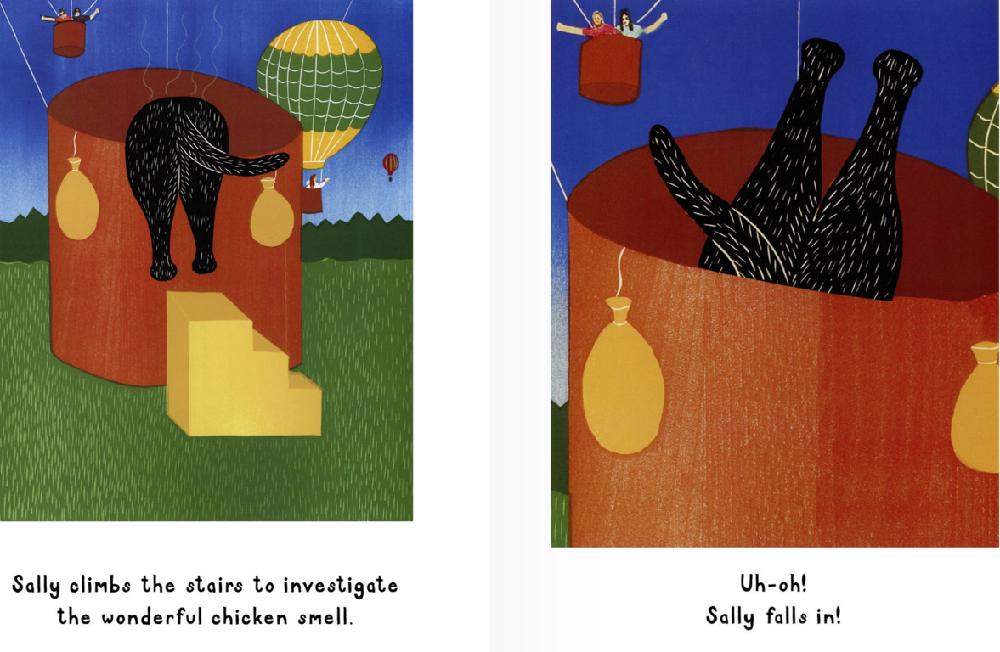 Sally climbs the stairs to investigate
the wonderful chicken smell.
Uh-oh!
Sally falls in!